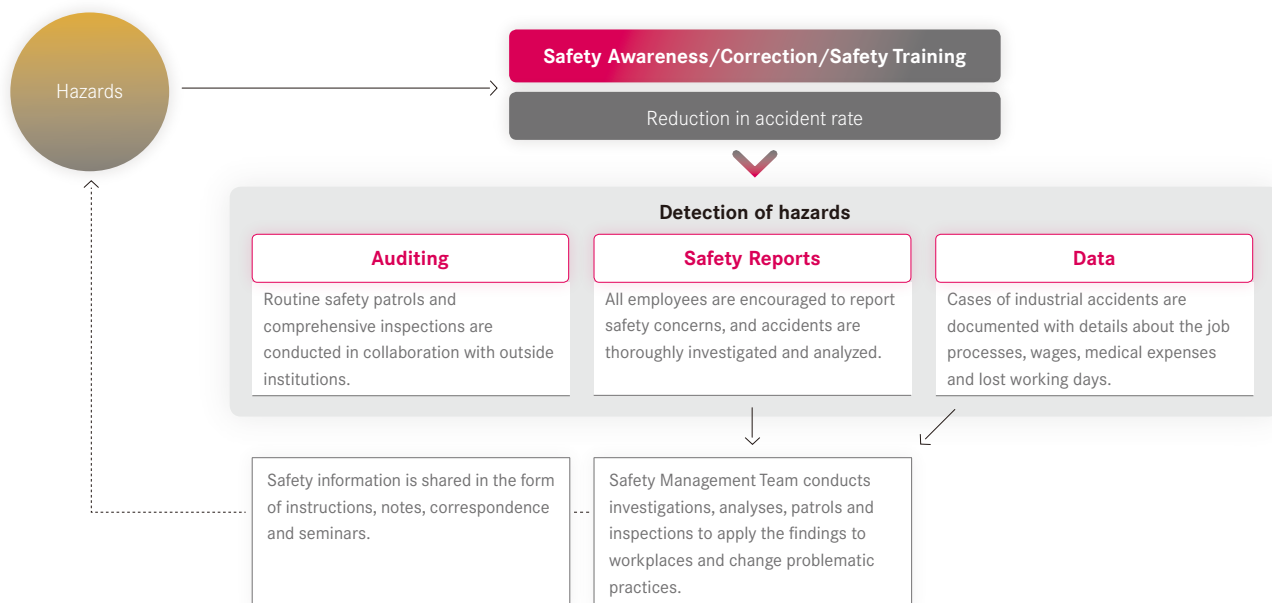 Hazards
Safety Awareness/Correction/Safety Training
Reduction in accident rate
Detection of hazards
Auditing
Routine safety patrols and
comprehensive inspections are
conducted in collaboration with outside
institutions.
Safety Reports
All employees are encouraged to report
safety concerns, and accidents are
thoroughly investigated and analyzed.
Data
Cases of industrial accidents are
documented with details about the job
processes, wages, medical expenses
and lost working days.
Safety information is shared in the form
of instructions, notes, correspondence
and seminars.
Safety Management Team conducts
investigations, analyses, patrols and
inspections to apply the findings to
workplaces and change problematic
practices.